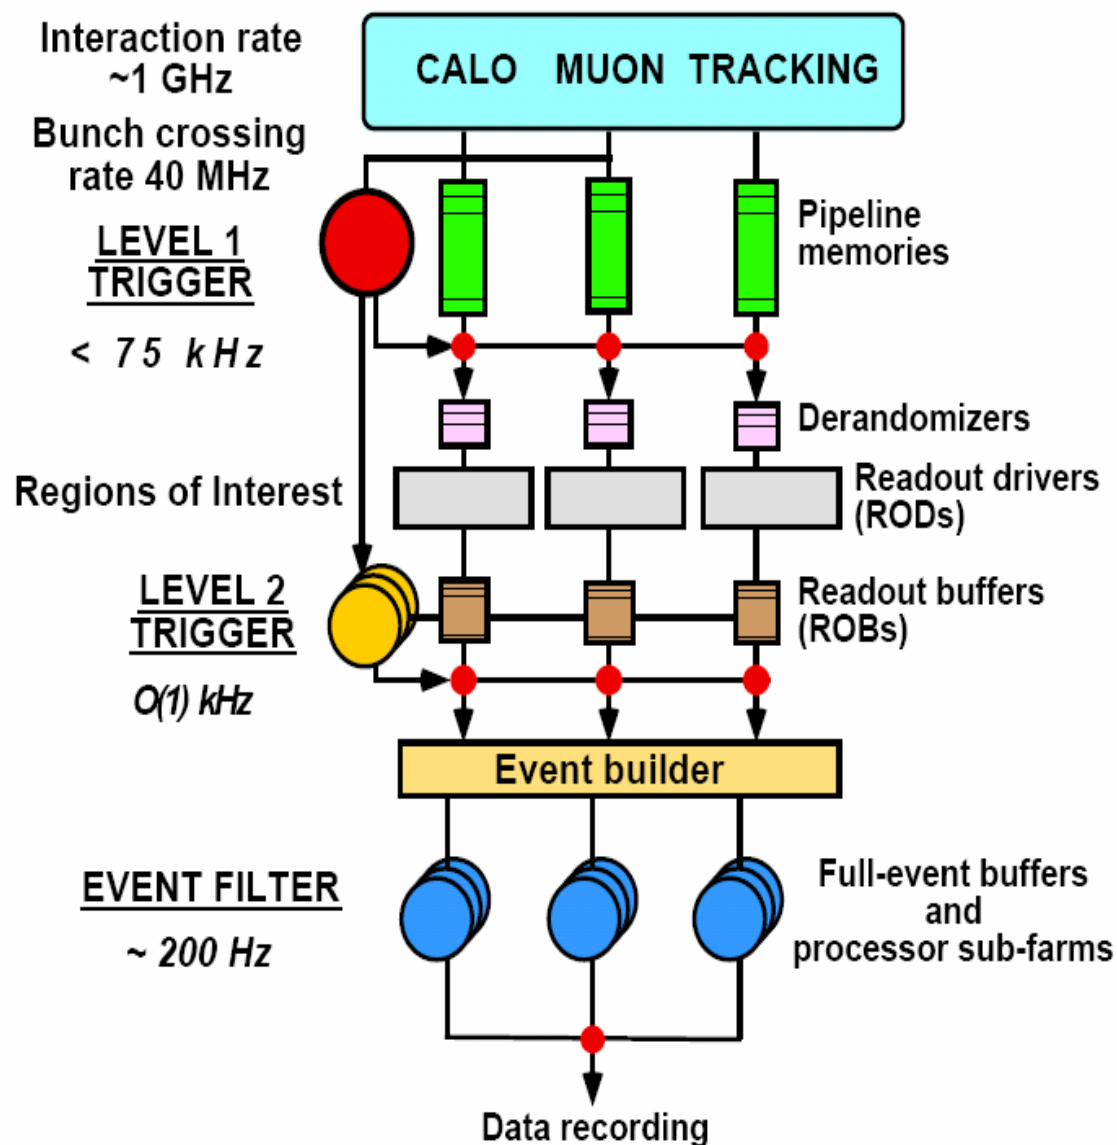 Interaction rate
~1 GHz
CALO MUON TRACKING
Bunch crossing
rate 40 MHz
LEVEL 1
TRIGGER
< 75 kHz
Pipeline
memories
Derandomizers
Regions of Interest
Readout drivers
(RODs)
LEVEL 2
TRIGGER
O(1) kHz
Readout buffers
(ROBs)
Event builder
EVENT FILTER
~ 200 Hz
Full-event buffers
and
processor sub-farms
Data recording